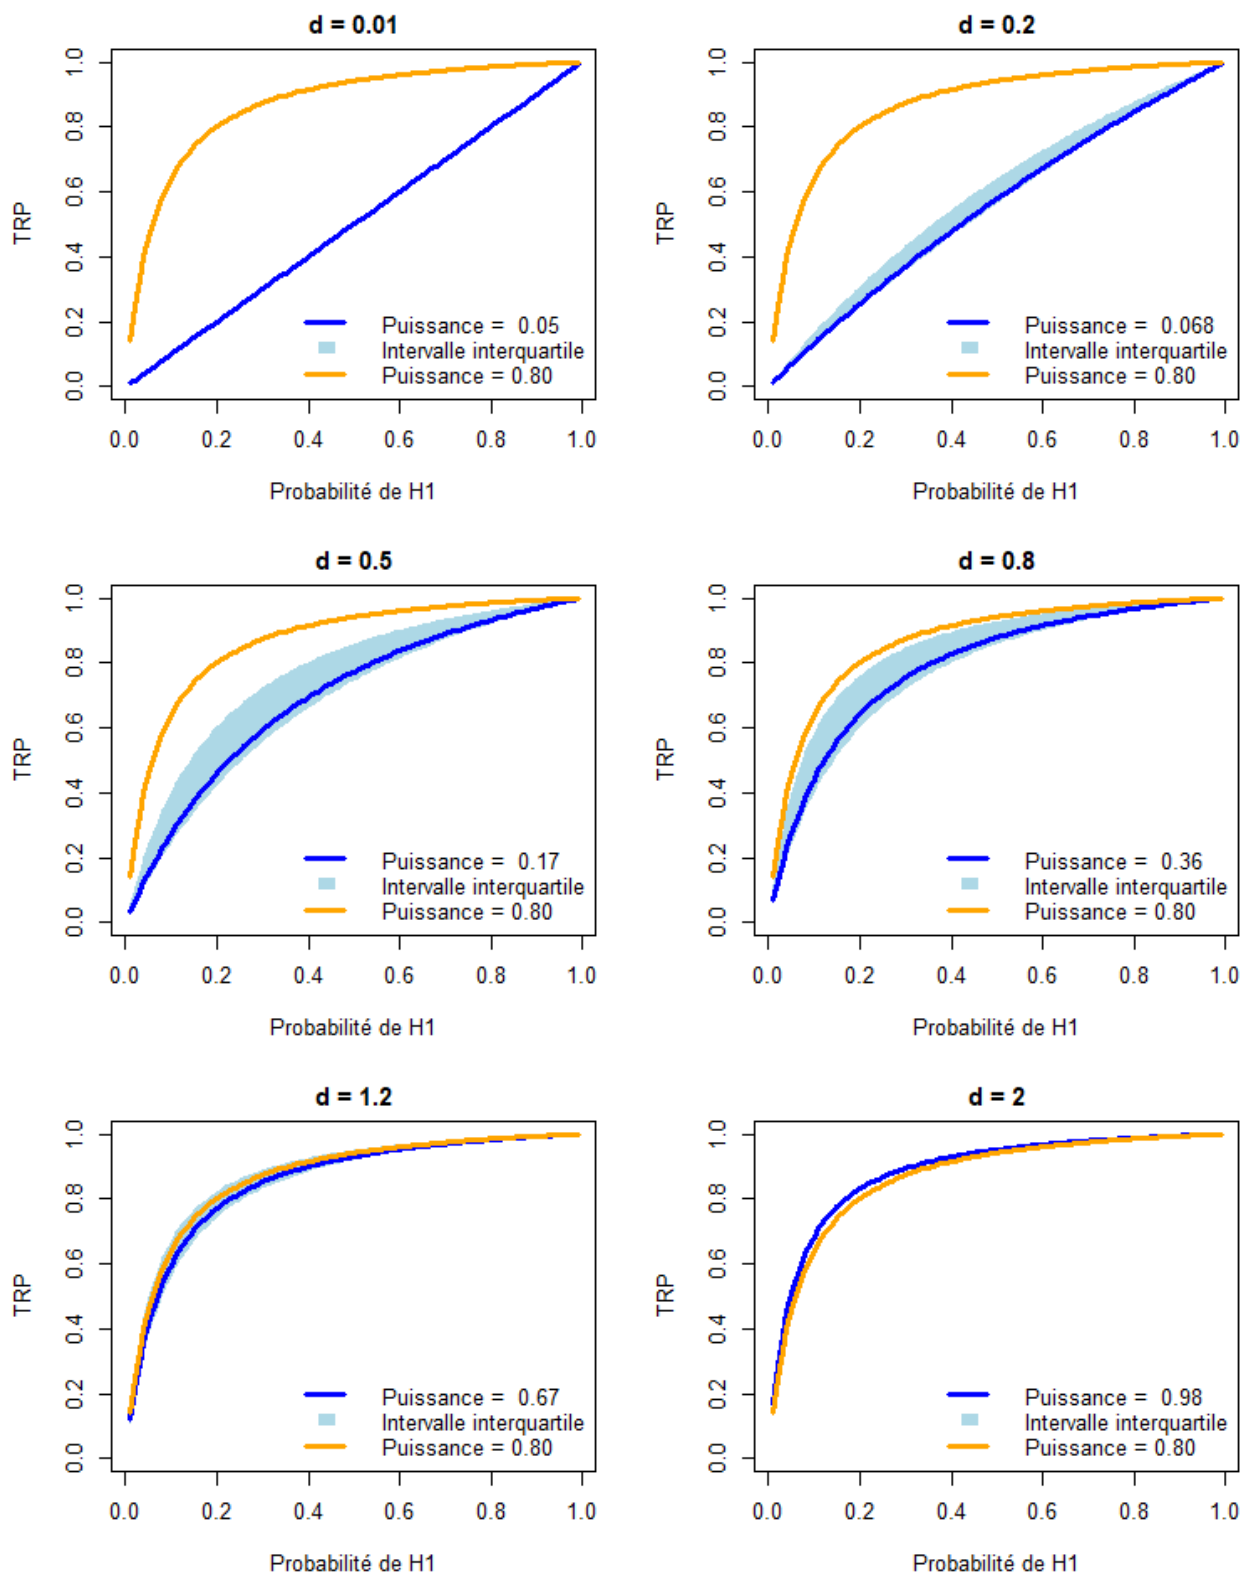 d = 0.01
TRP
1.0
0.8
0.6
0.4
0.2
0.0
Puissance = 0.05
Intervalle interquartile
Puissance = 0.80
0.0 0.2 0.4 0.6 0.8 1.0
Probabilité de H1
d = 0.2
TRP
1.0
0.8
0.6
0.4
0.2
0.0
Puissance = 0.068
Intervalle interquartile
Puissance = 0.80
0.0 0.2 0.4 0.6 0.8 1.0
Probabilité de H1
d = 0.5
TRP
1.0
0.8
0.6
0.4
0.2
0.0
Puissance = 0.17
Intervalle interquartile
Puissance = 0.80
0.0 0.2 0.4 0.6 0.8 1.0
Probabilité de H1
d = 0.8
TRP
1.0
0.8
0.6
0.4
0.2
0.0
Puissance = 0.36
Intervalle interquartile
Puissance = 0.80
0.0 0.2 0.4 0.6 0.8 1.0
Probabilité de H1
d = 1.2
TRP
1.0
0.8
0.6
0.4
0.2
0.0
Puissance = 0.67
Intervalle interquartile
Puissance = 0.80
0.0 0.2 0.4 0.6 0.8 1.0
Probabilité de H1
d = 2
TRP
1.0
0.8
0.6
0.4
0.2
0.0
Puissance = 0.98
Intervalle interquartile
Puissance = 0.80
0.0 0.2 0.4 0.6 0.8 1.0
Probabilité de H1